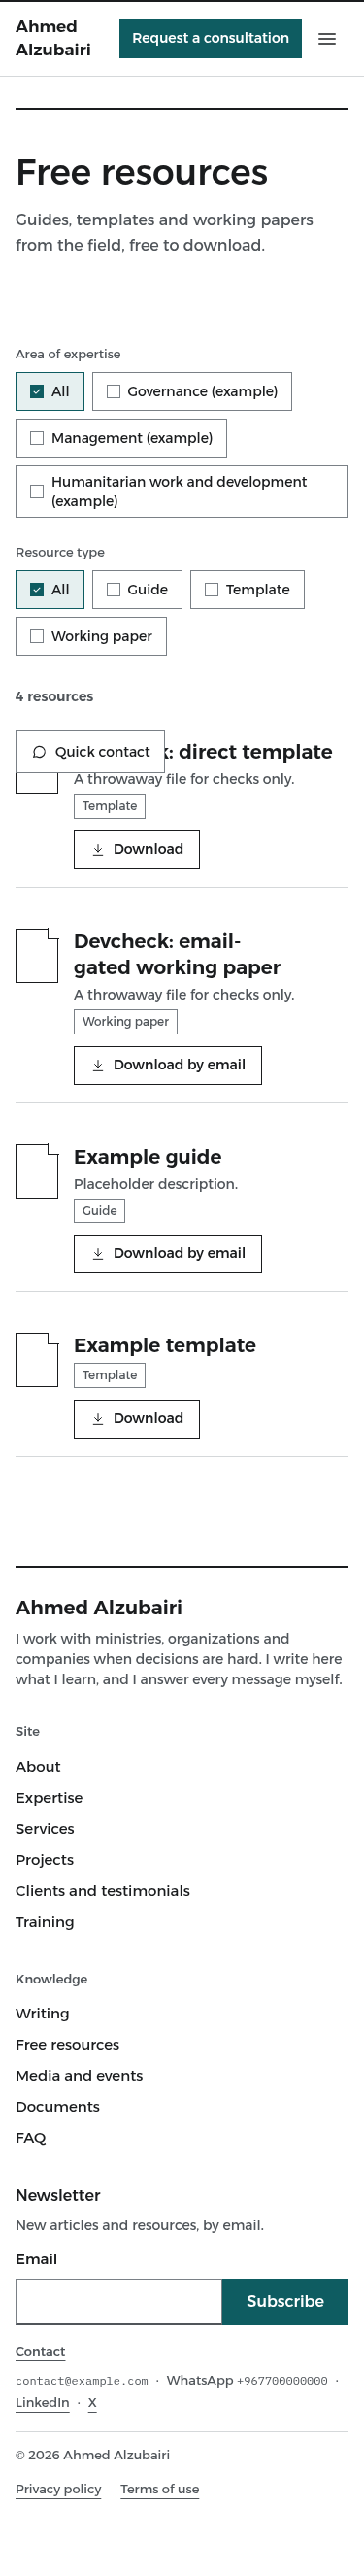 Ahmed
Alzubairi
Request a consultation
Free resources
Guides, templates and working papers
from the field, free to download.
Area of expertise
All
Governance (example)
Management (example)
Humanitarian work and development
(example)
Resource type
All
Guide
Template
Working paper
4 resources
Quick contact
: direct template
A throwaway file for checks only.
Template
Download
Devcheck: email-
gated working paper
A throwaway file for checks only.
Working paper
Download by email
Example guide
Placeholder description.
Guide
Download by email
Example template
Template
Download
Ahmed Alzubairi
I work with ministries, organizations and
companies when decisions are hard. I write here
what I learn, and I answer every message myself.
Site
About
Expertise
Services
Projects
Clients and testimonials
Training
Knowledge
Writing
Free resources
Media and events
Documents
FAQ
Newsletter
New articles and resources, by email.
Email
Subscribe
Contact
contact@example.com · WhatsApp +967700000000 ·
LinkedIn · X
© 2026 Ahmed Alzubairi
Privacy policy
Terms of use